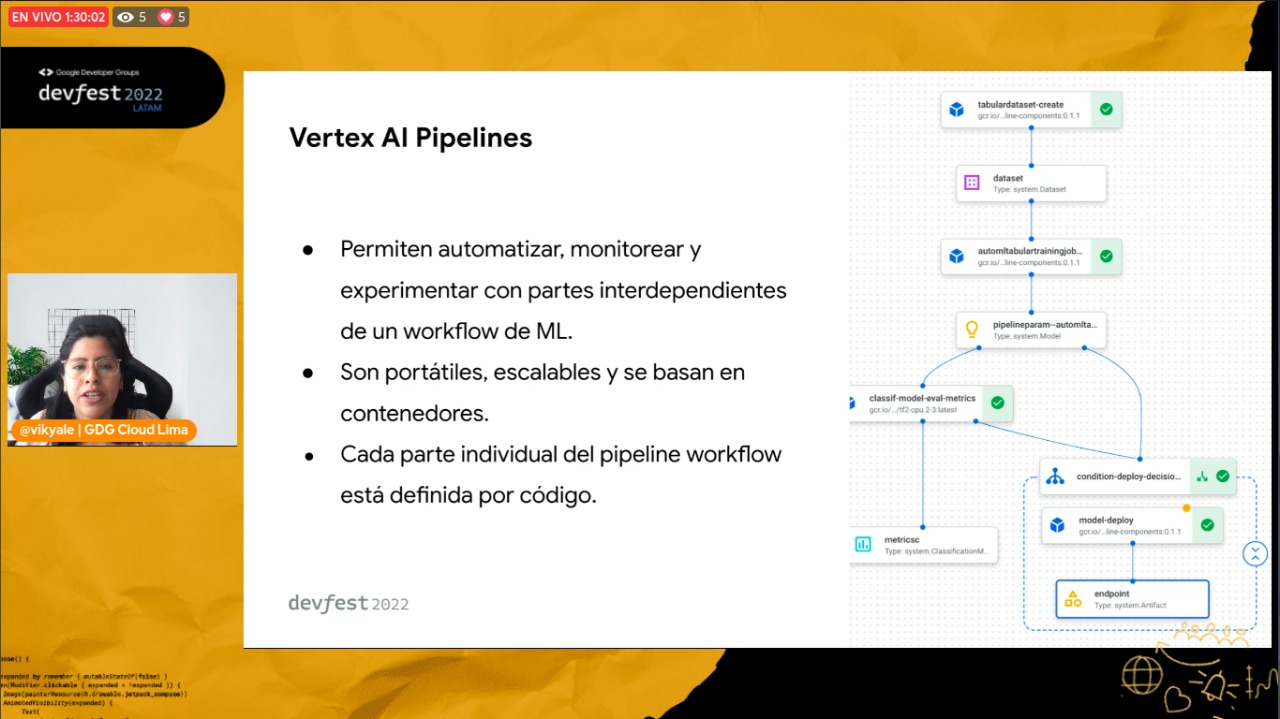 EN VIVO 1:30:02 5 5
Google Developer Groups
devfest 2022
LATAM
Vertex AI Pipelines
● Permiten automatizar, monitorear y
experimentar con partes interdependientes
de un workflow de ML.
● Son portátiles, escalables y se basan en
contenedores.
● Cada parte individual del pipeline workflow
está definida por código.
devfest 2022
@vikyale | GDG Cloud Lima
tabulardataset-create
gcr.io/...line-components:0.1.1
dataset
Type: system.Dataset
automltabulartrainingjob...
gcr.io/...line-components:0.1.1
pipelineparam--automlta...
Type: system.Model
classif-model-eval-metrics
gcr.io/.../tf2-cpu.2-3:latest
condition-deploy-decisio...
model-deploy
gcr.io/...line-components:0.1.1
metricsc
Type: system.ClassificationM...
endpoint
Type: system.Artifact
pose() {
expanded by remember { mutableStateOf(false) }
(Modifier.clickable { expanded = !expanded }) {
Image(painterResource(R.drawable.jetpack_compose))
AnimatedVisibility(expanded) {
Text(